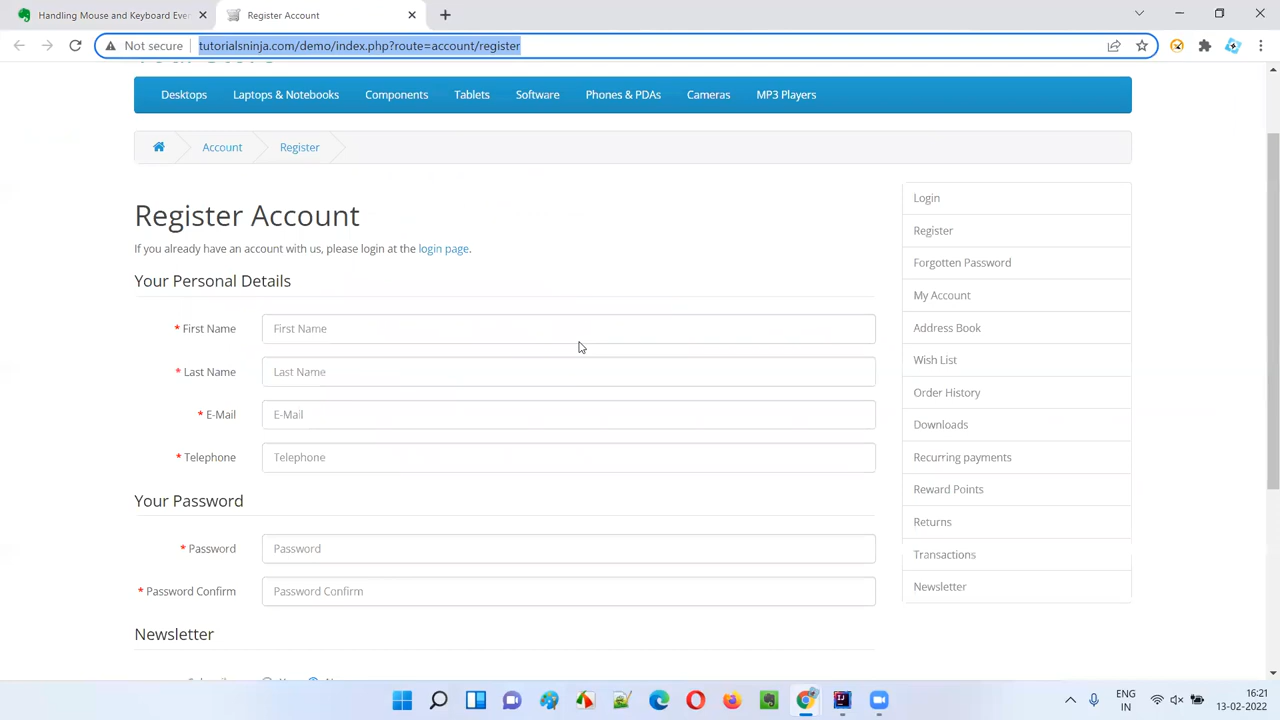 Handling Mouse and Keyboard Ever
Register Account
Not secure
tutorialsninja.com/demo/index.php?route=account/register
Desktops
Laptops & Notebooks
Components
Tablets
Software
Phones & PDAs
Cameras
MP3 Players
Account
Register
Register Account
If you already have an account with us, please login at the login page.
Your Personal Details
* First Name
First Name
* Last Name
Last Name
* E-Mail
E-Mail
* Telephone
Telephone
Your Password
* Password
Password
* Password Confirm
Password Confirm
Newsletter
Login
Register
Forgotten Password
My Account
Address Book
Wish List
Order History
Downloads
Recurring payments
Reward Points
Returns
Transactions
Newsletter
ENG
IN
16:21
13-02-2022